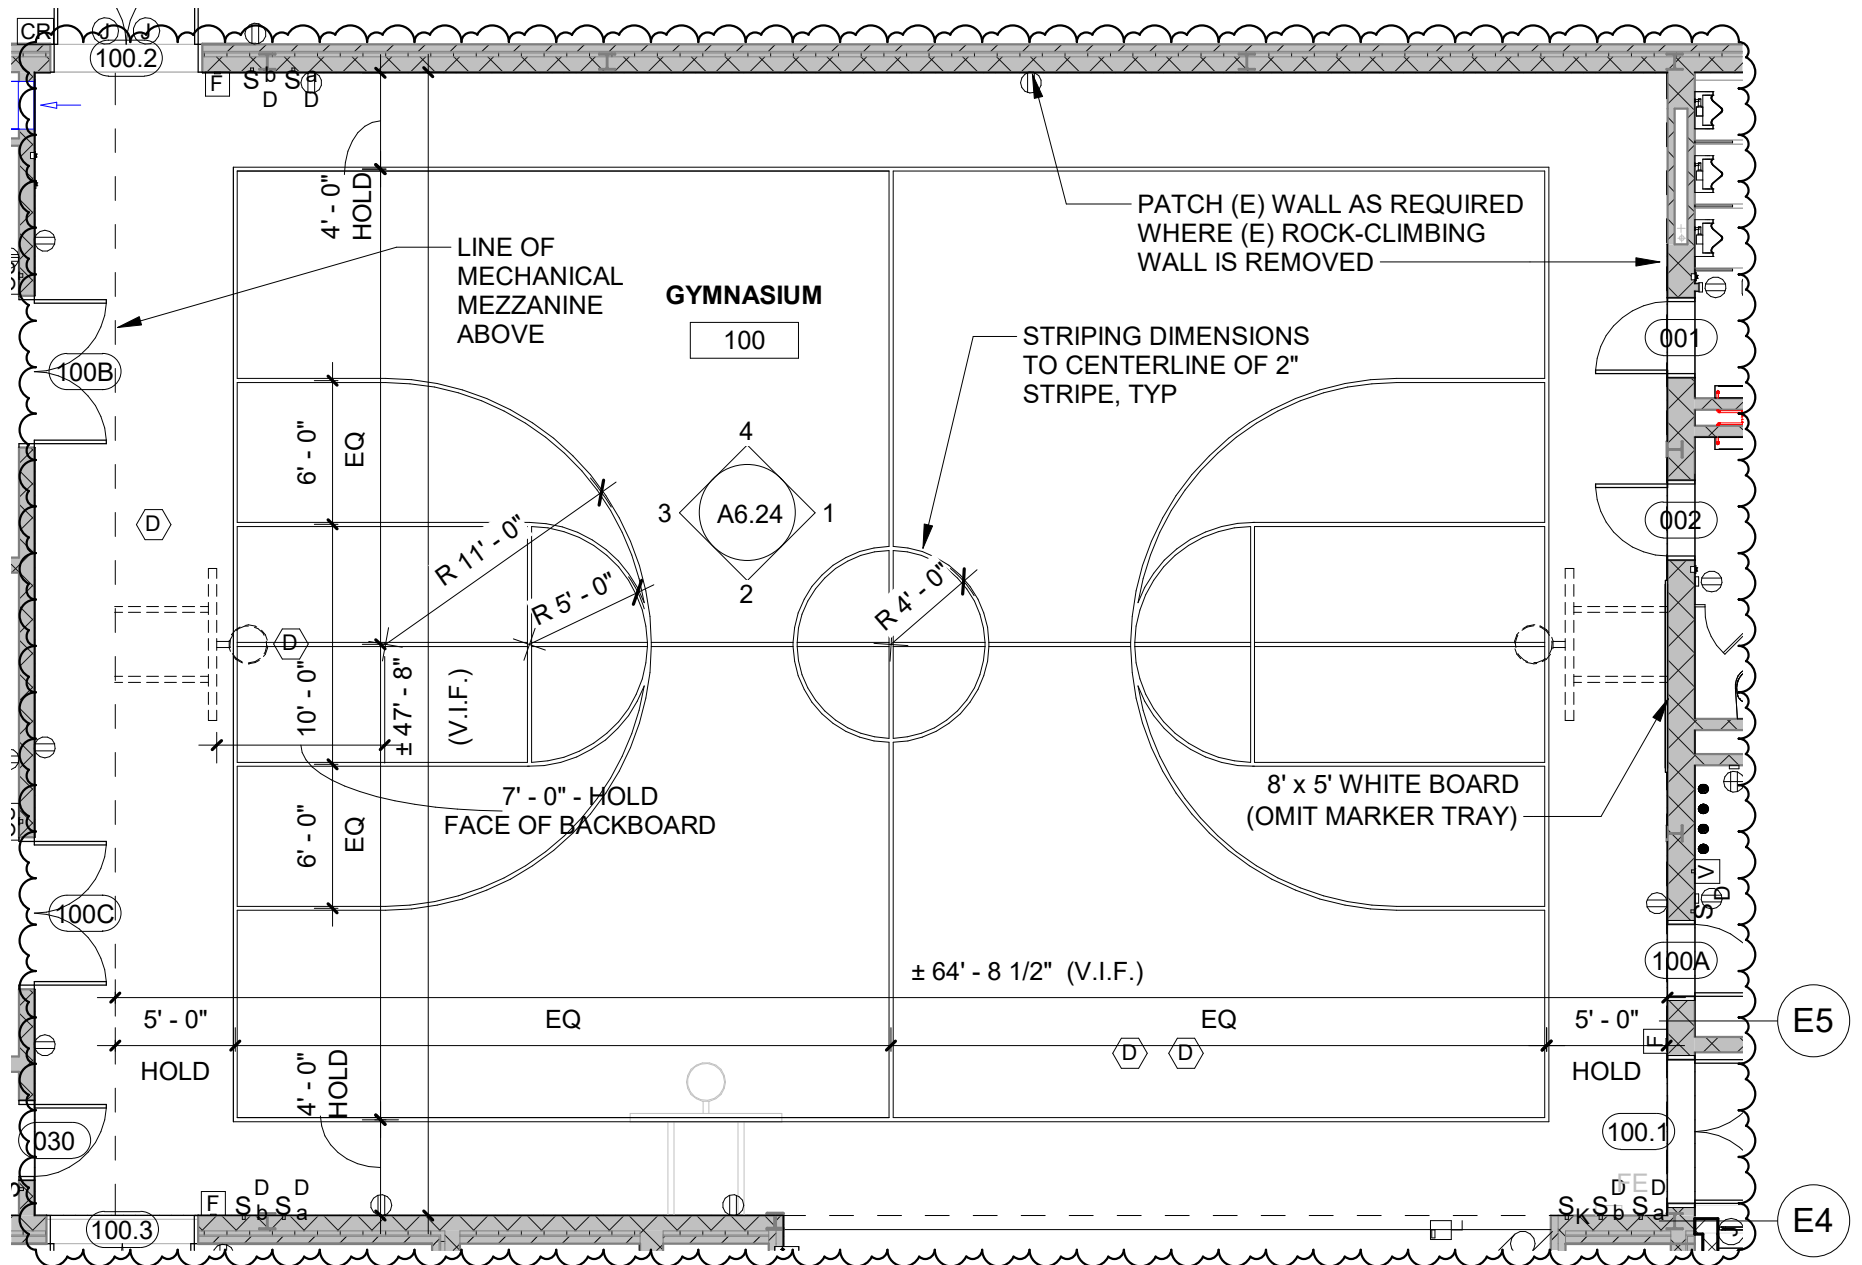 CR
J
J
100.2
F
S
b
S
a
D
D
4' - 0"
HOLD
PATCH (E) WALL AS REQUIRED
WHERE (E) ROCK-CLIMBING
WALL IS REMOVED
LINE OF
MECHANICAL
MEZZANINE
ABOVE
GYMNASIUM
100
STRIPING DIMENSIONS
TO CENTERLINE OF 2"
STRIPE, TYP
001
100B
6' - 0"
EQ
4
3
A6.24
1
2
D
002
R 11' - 0"
R 5' - 0"
R 4' - 0"
D
10' - 0"
± 47' - 8"
(V.I.F.)
7' - 0" - HOLD
FACE OF BACKBOARD
8' x 5' WHITE BOARD
(OMIT MARKER TRAY)
6' - 0"
EQ
V
D
S
100C
100A
± 64' - 8 1/2" (V.I.F.)
5' - 0"
EQ
EQ
5' - 0"
E5
HOLD
4' - 0"
HOLD
D
D
F
HOLD
030
100.1
FE
F
D
D
S
b
S
a
D
D
S
K
S
b
S
a
100.3
E4